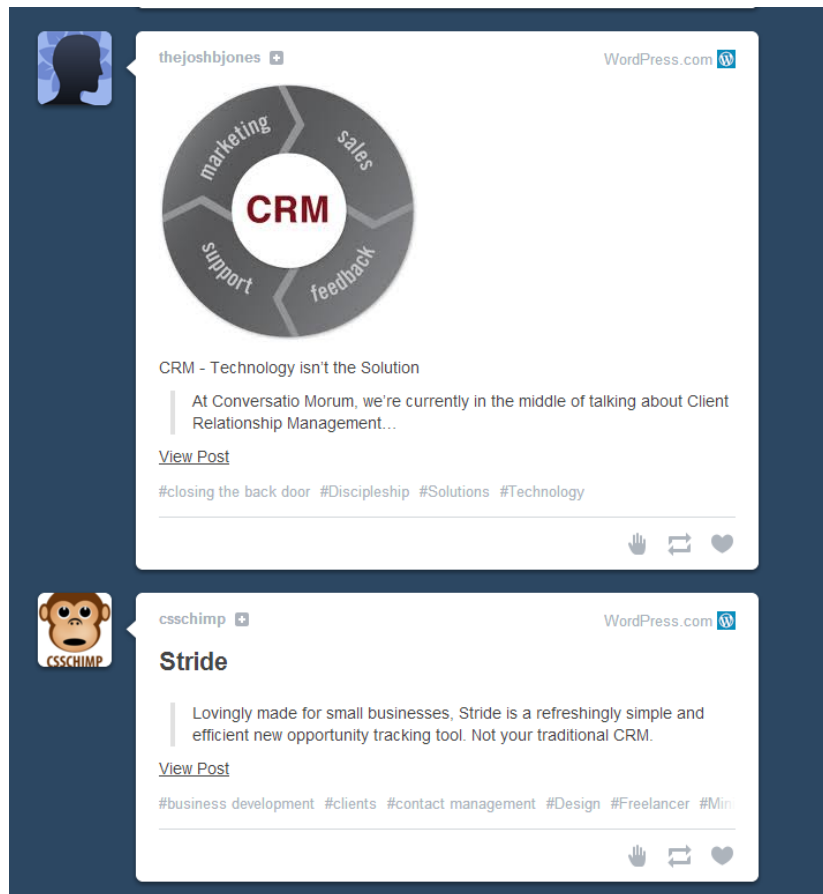 thejoshbjones
WordPress.com
marketing
sales
CRM
support
feedback
CRM - Technology isn't the Solution
At Conversatio Morum, we're currently in the middle of talking about Client
Relationship Management…
View Post
#closing the back door #Discipleship #Solutions #Technology
CSSCHIMP
csschimp
WordPress.com
Stride
Lovingly made for small businesses, Stride is a refreshingly simple and
efficient new opportunity tracking tool. Not your traditional CRM.
View Post
#business development #clients #contact management #Design #Freelancer